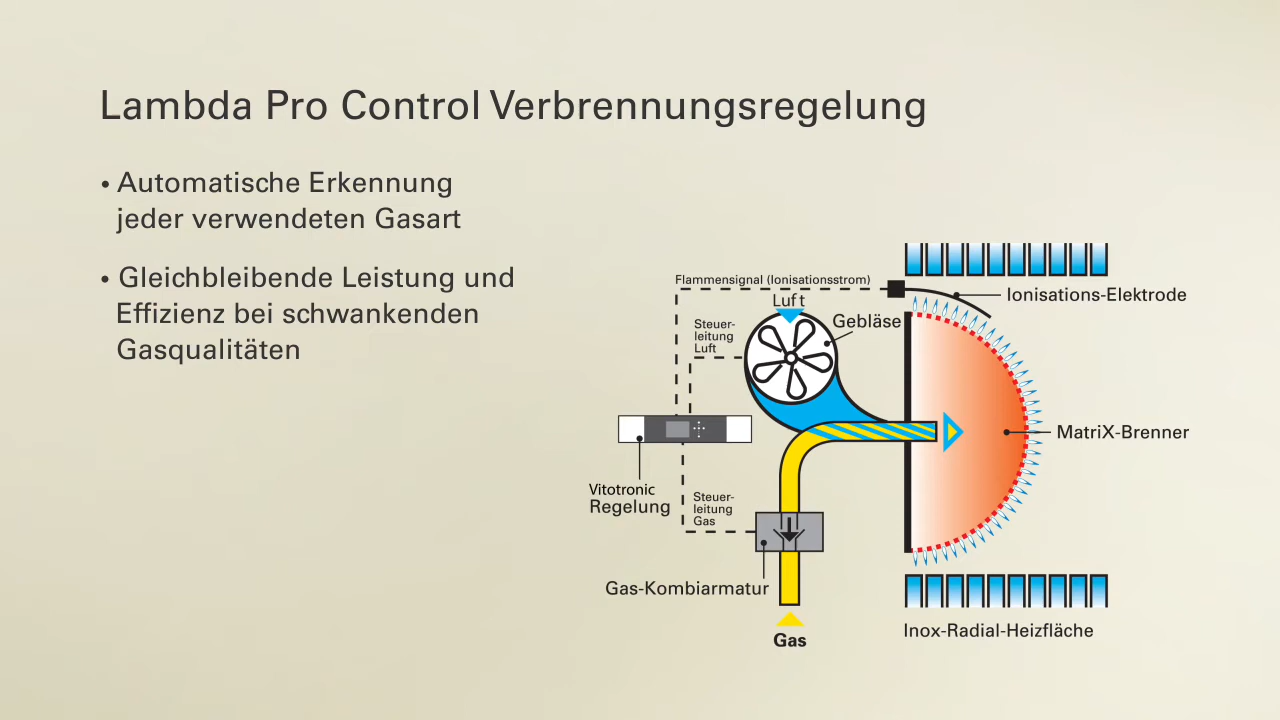 Lambda Pro Control Verbrennungsregelung
• Automatische Erkennung
jeder verwendeten Gasart
• Gleichbleibende Leistung und
Effizienz bei schwankenden
Gasqualitäten
Flammensignal (Ionisationsstrom)
Ionisations-Elektrode
Luft
Gebläse
Steuer-
leitung
Luft
MatriX-Brenner
Vitotronic
Regelung
Steuer-
leitung
Gas
Gas-Kombiarmatur
Inox-Radial-Heizfläche
Gas